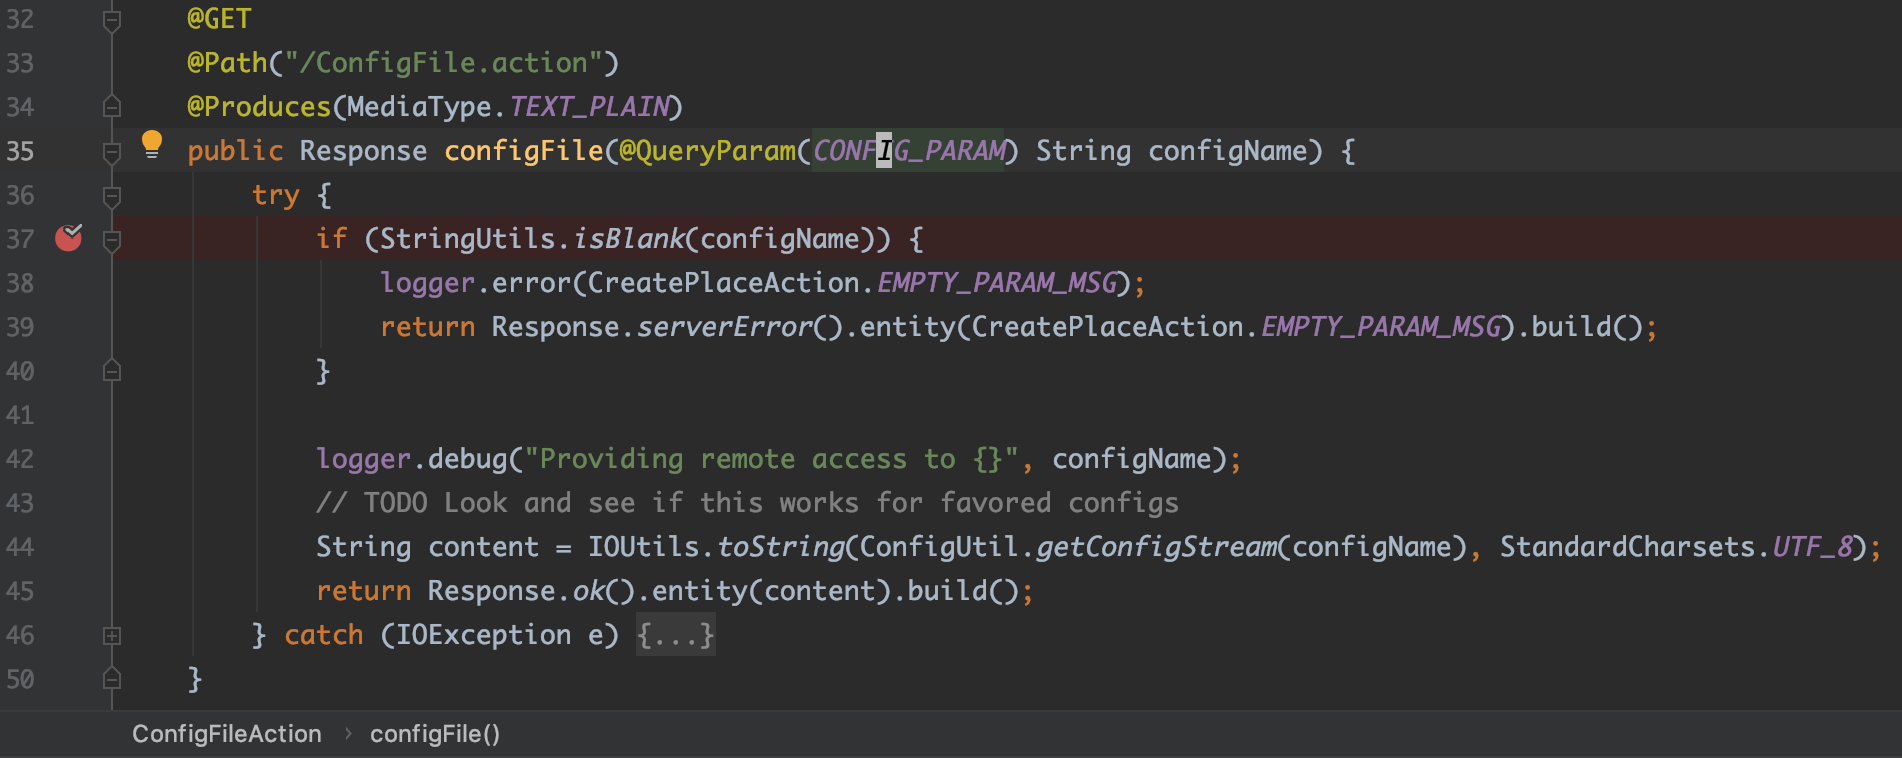 32 @GET
33 @Path("/ConfigFile.action")
34 @Produces(MediaType.TEXT_PLAIN)
35 public Response configFile(@QueryParam(CONFIG_PARAM) String configName) {
36 try {
37 if (StringUtils.isBlank(configName)) {
38 logger.error(CreatePlaceAction.EMPTY_PARAM_MSG);
39 return Response.serverError().entity(CreatePlaceAction.EMPTY_PARAM_MSG).build();
40 }
41
42 logger.debug("Providing remote access to {}", configName);
43 // TODO Look and see if this works for favored configs
44 String content = IOUtils.toString(ConfigUtil.getConfigStream(configName), StandardCharsets.UTF_8);
45 return Response.ok().entity(content).build();
46 } catch (IOException e) {...}
50 }
ConfigFileAction › configFile()